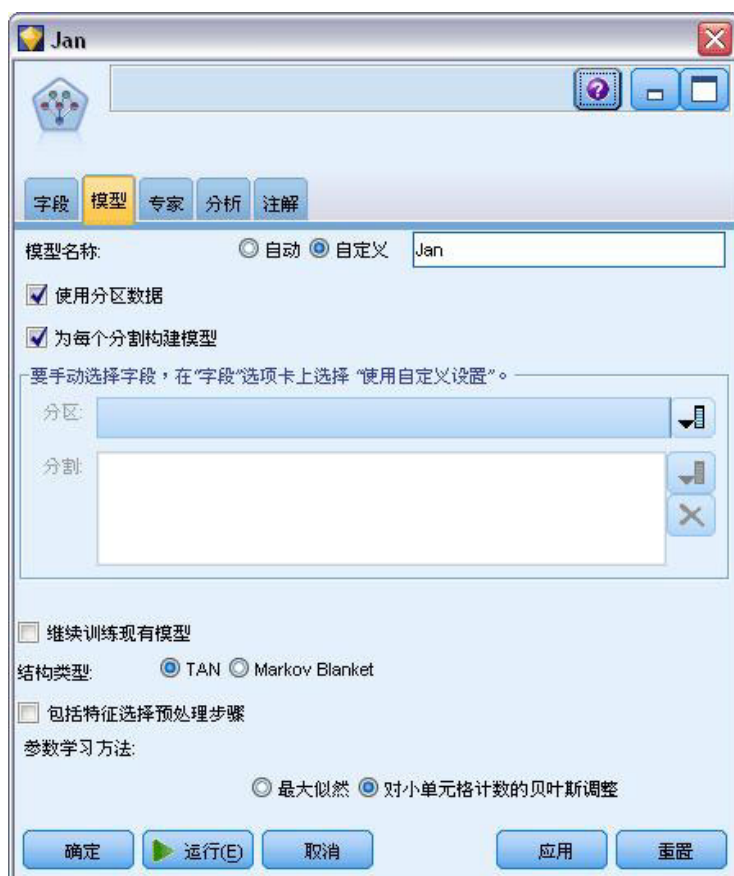 Jan
字段 模型 专家 分析 注解
模型名称: 自动 自定义 Jan
使用分区数据
为每个分割构建模型
要手动选择字段，在“字段”选项卡上选择 “使用自定义设置”。
分区:
分割:
继续训练现有模型
结构类型: TAN Markov Blanket
包括特征选择预处理步骤
参数学习方法:
最大似然 对小单元格计数的贝叶斯调整
确定 运行(E) 取消 应用 重置